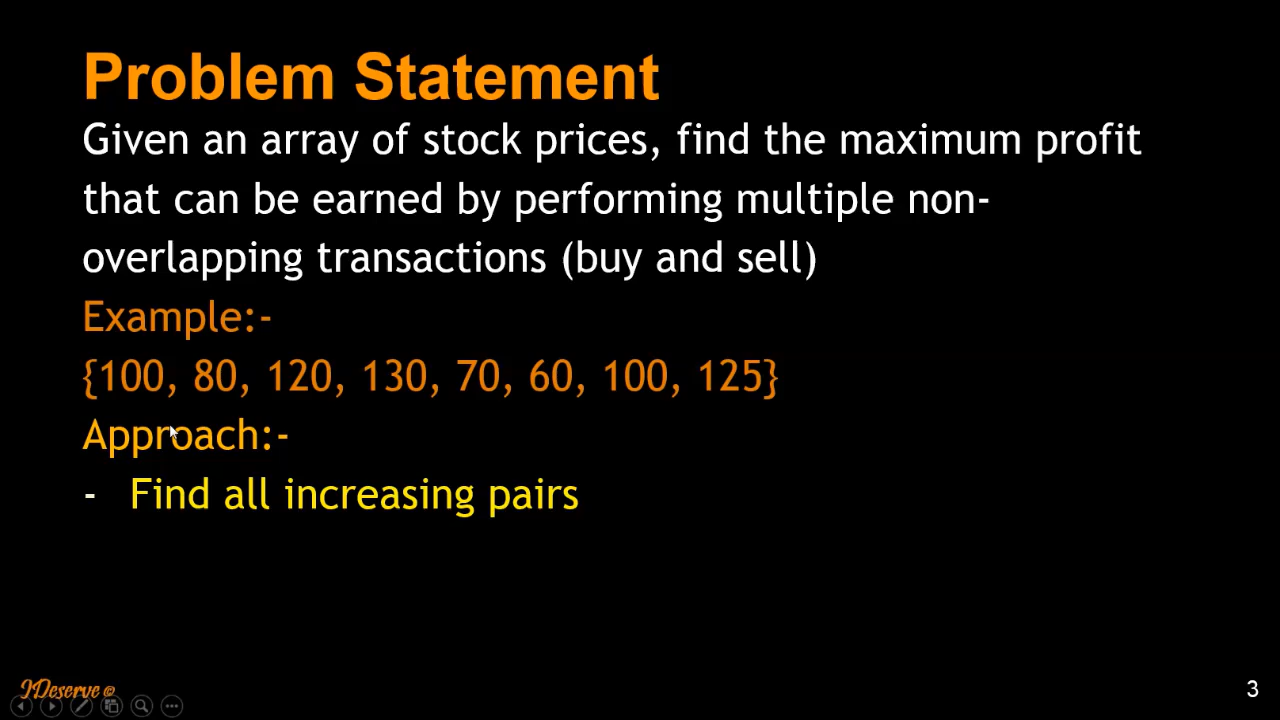 Problem Statement
Given an array of stock prices, find the maximum profit
that can be earned by performing multiple non-
overlapping transactions (buy and sell)
Example:-
{100, 80, 120, 130, 70, 60, 100, 125}
Approach:-
- Find all increasing pairs
JDeserve ©
3